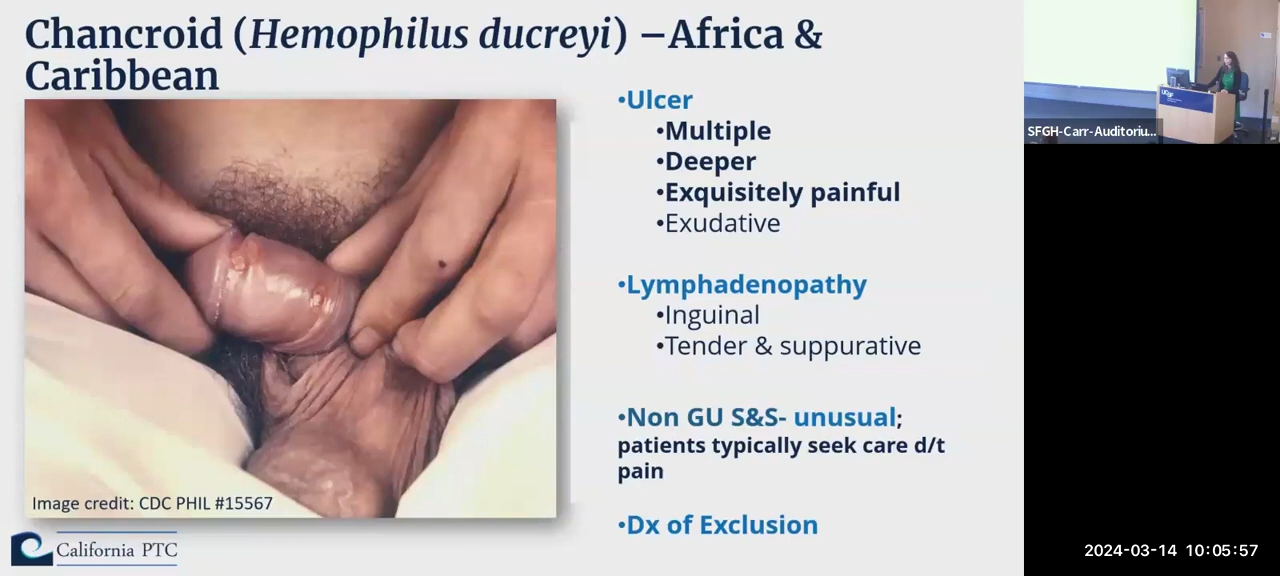 Chancroid (Hemophilus ducreyi) –Africa &
Caribbean
•Ulcer
•Multiple
•Deeper
•Exquisitely painful
•Exudative
•Lymphadenopathy
•Inguinal
•Tender & suppurative
•Non GU S&S- unusual;
patients typically seek care d/t
pain
•Dx of Exclusion
Image credit: CDC PHIL #15567
California PTC
SFGH-Carr-Auditoriu...
UCSF
2024-03-14 10:05:57